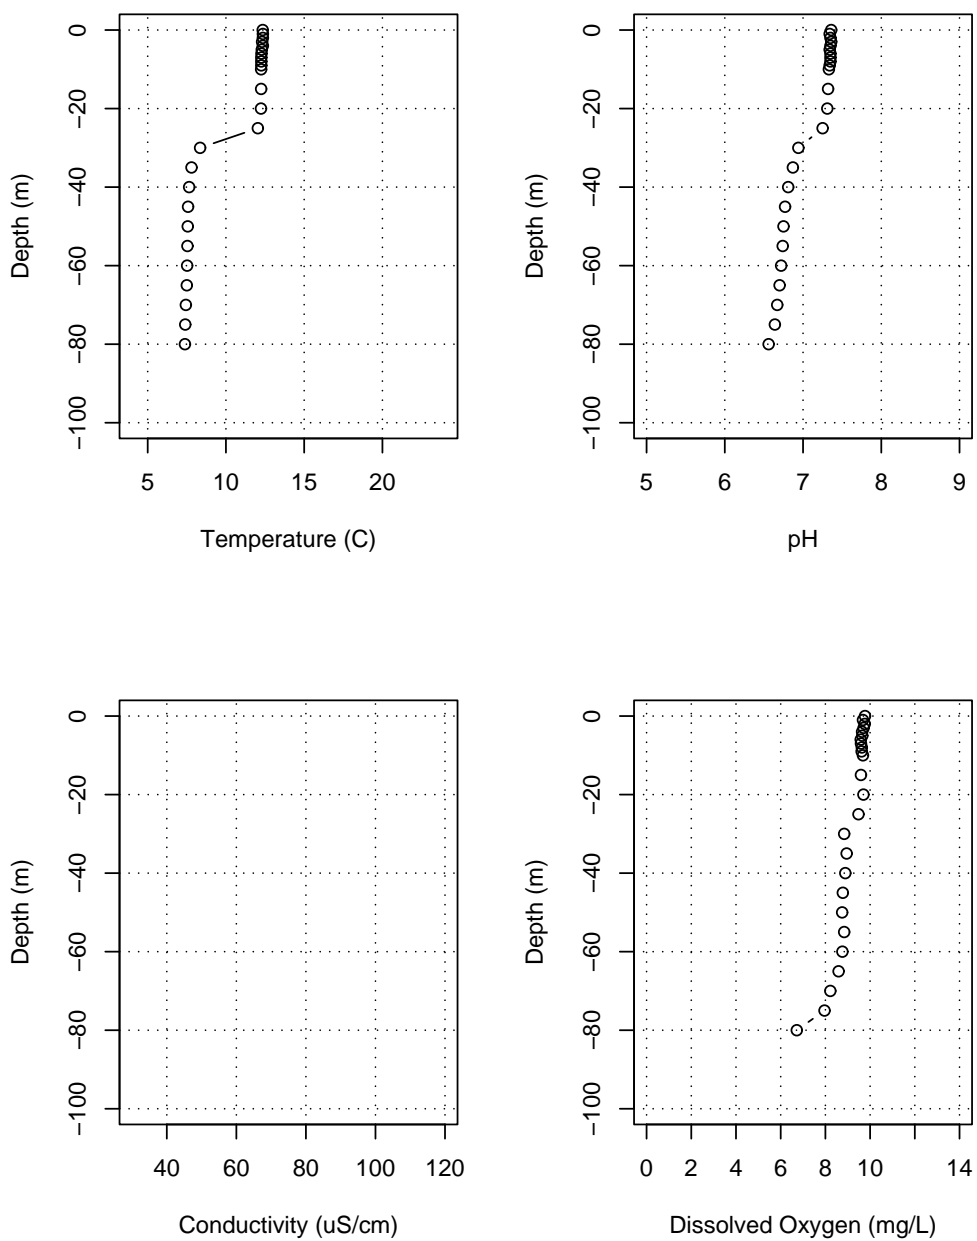 0
−20
−40
−60
−80
−100
Depth (m)
5 10 15 20
Temperature (C)
0
−20
−40
−60
−80
−100
Depth (m)
5 6 7 8 9
pH
0
−20
−40
−60
−80
−100
Depth (m)
40 60 80 100 120
Conductivity (uS/cm)
0
−20
−40
−60
−80
−100
Depth (m)
0 2 4 6 8 10 14
Dissolved Oxygen (mg/L)